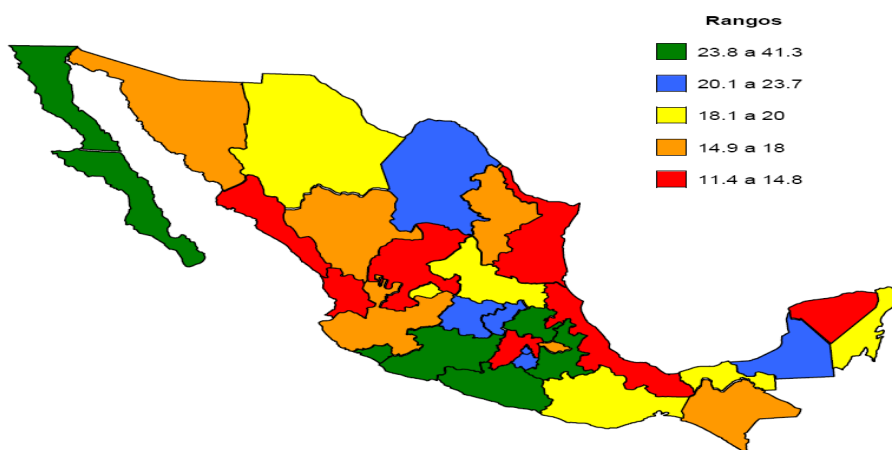 Rangos
23.8 a 41.3
20.1 a 23.7
18.1 a 20
14.9 a 18
11.4 a 14.8